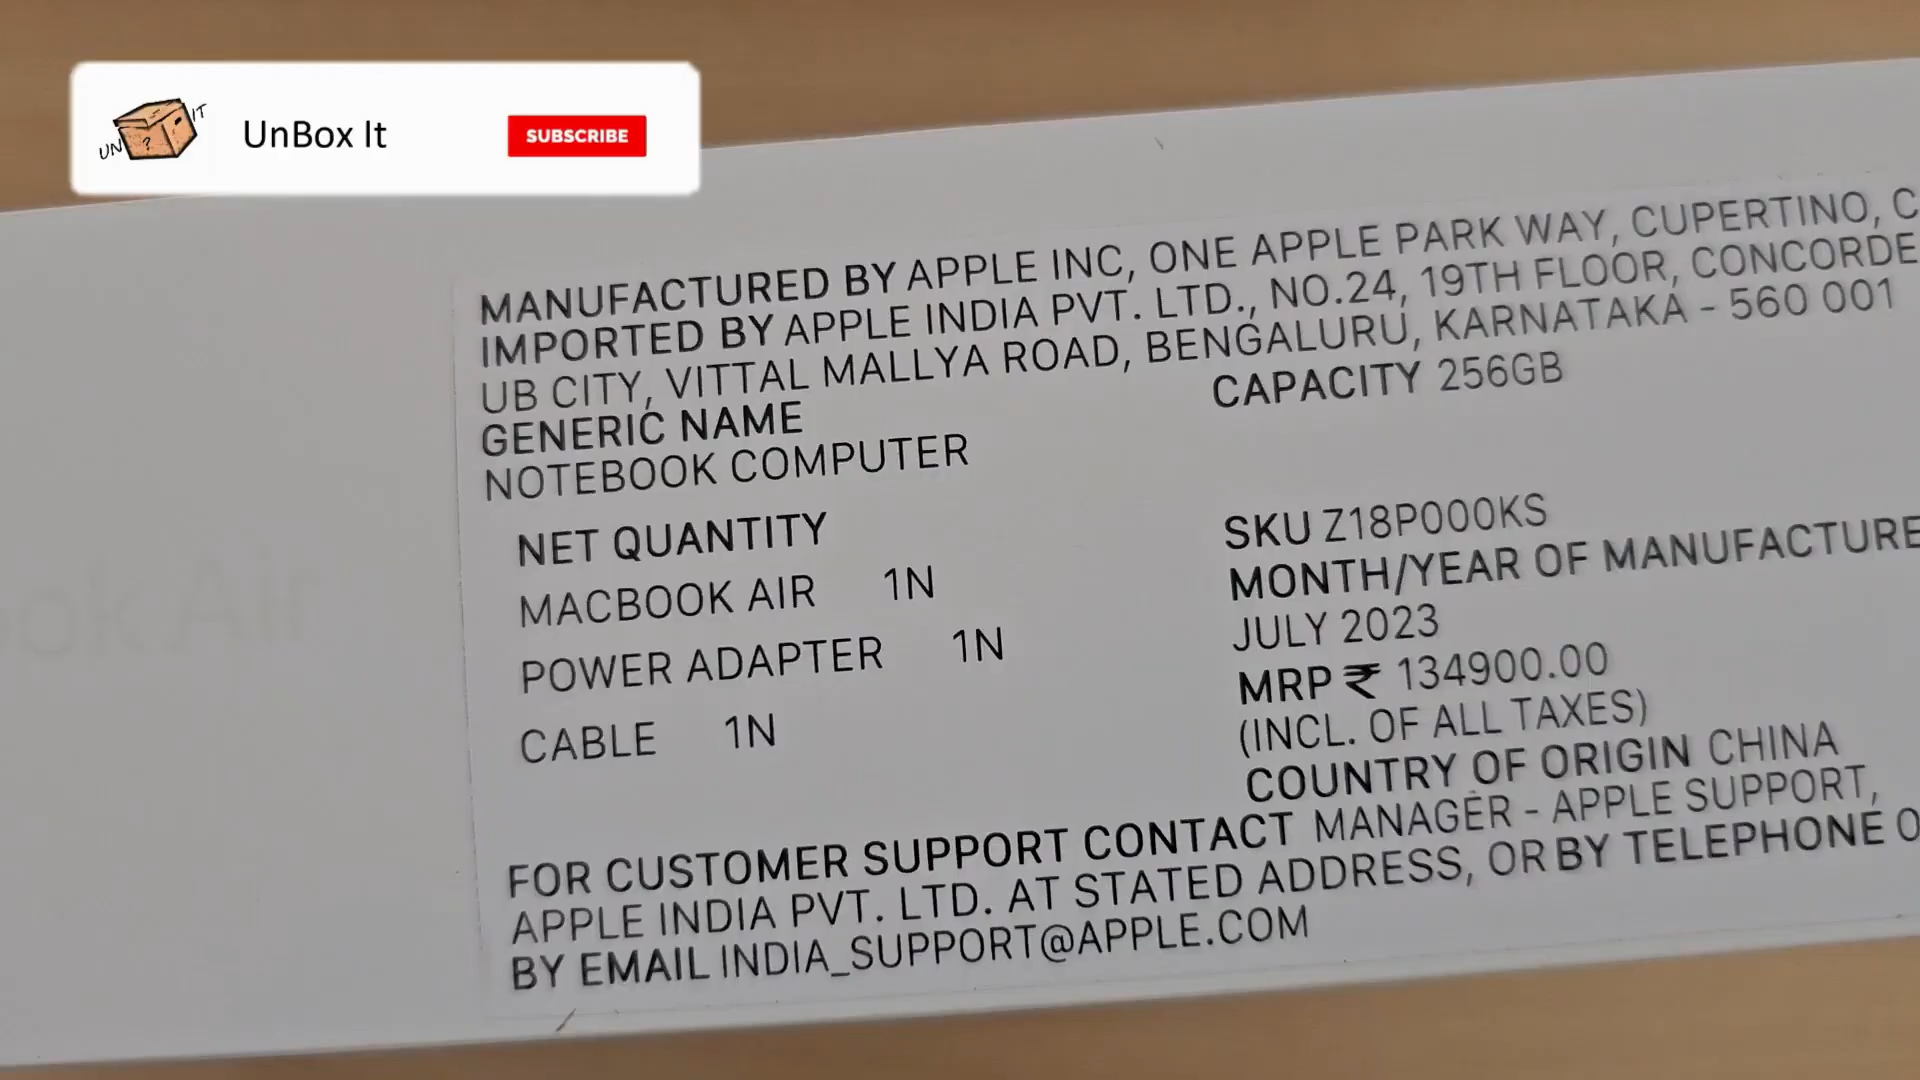 UN ? IT
UnBox It
SUBSCRIBE
MANUFACTURED BY APPLE INC, ONE APPLE PARK WAY, CUPERTINO, C
IMPORTED BY APPLE INDIA PVT. LTD., NO.24, 19TH FLOOR, CONCORDE
UB CITY, VITTAL MALLYA ROAD, BENGALURU, KARNATAKA - 560 001
GENERIC NAME
CAPACITY 256GB
NOTEBOOK COMPUTER
NET QUANTITY
MACBOOK AIR 1N
POWER ADAPTER 1N
CABLE 1N
SKU Z18P000KS
MONTH/YEAR OF MANUFACTURE
JULY 2023
MRP ₹ 134900.00
(INCL. OF ALL TAXES)
COUNTRY OF ORIGIN CHINA
FOR CUSTOMER SUPPORT CONTACT MANAGER - APPLE SUPPORT,
APPLE INDIA PVT. LTD. AT STATED ADDRESS, OR BY TELEPHONE O
BY EMAIL INDIA_SUPPORT@APPLE.COM
ook Air